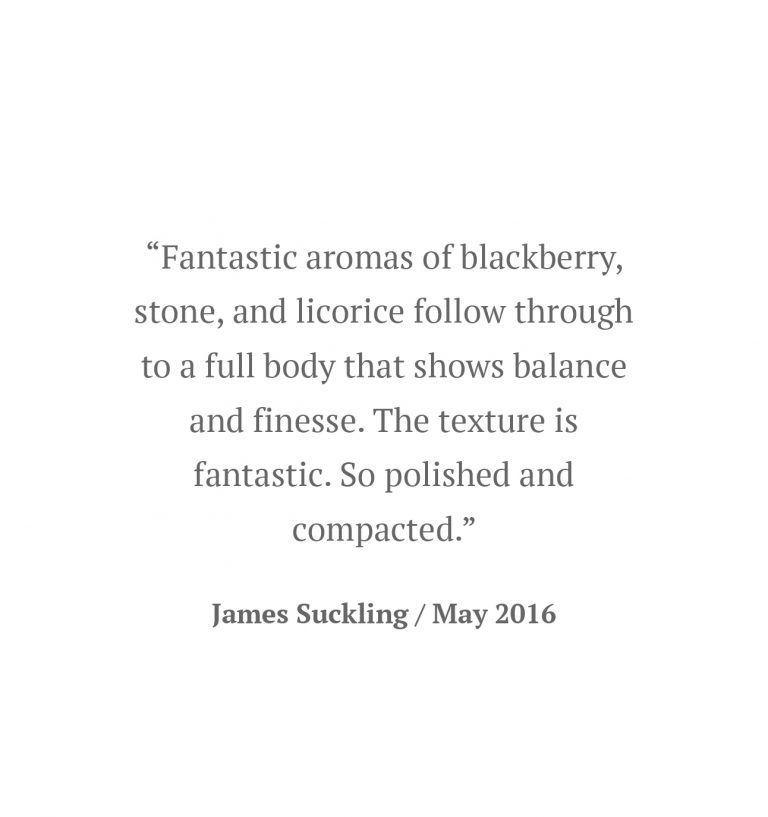 “Fantastic aromas of blackberry,
stone, and licorice follow through
to a full body that shows balance
and finesse. The texture is
fantastic. So polished and
compacted.”
James Suckling / May 2016